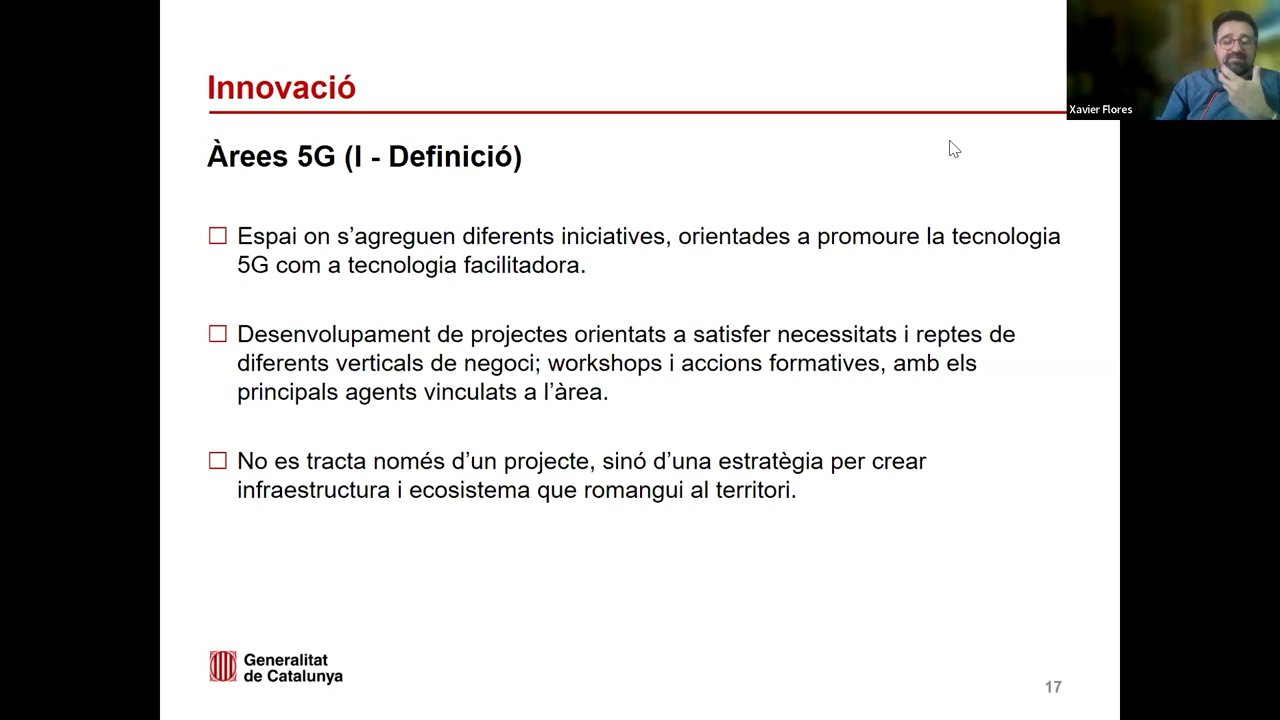 Innovació
Xavier Flores
Àrees 5G (I - Definició)
Espai on s’agreguen diferents iniciatives, orientades a promoure la tecnologia
5G com a tecnologia facilitadora.
Desenvolupament de projectes orientats a satisfer necessitats i reptes de
diferents verticals de negoci; workshops i accions formatives, amb els
principals agents vinculats a l’àrea.
No es tracta només d’un projecte, sinó d’una estratègia per crear
infraestructura i ecosistema que romangui al territori.
Generalitat
de Catalunya
17